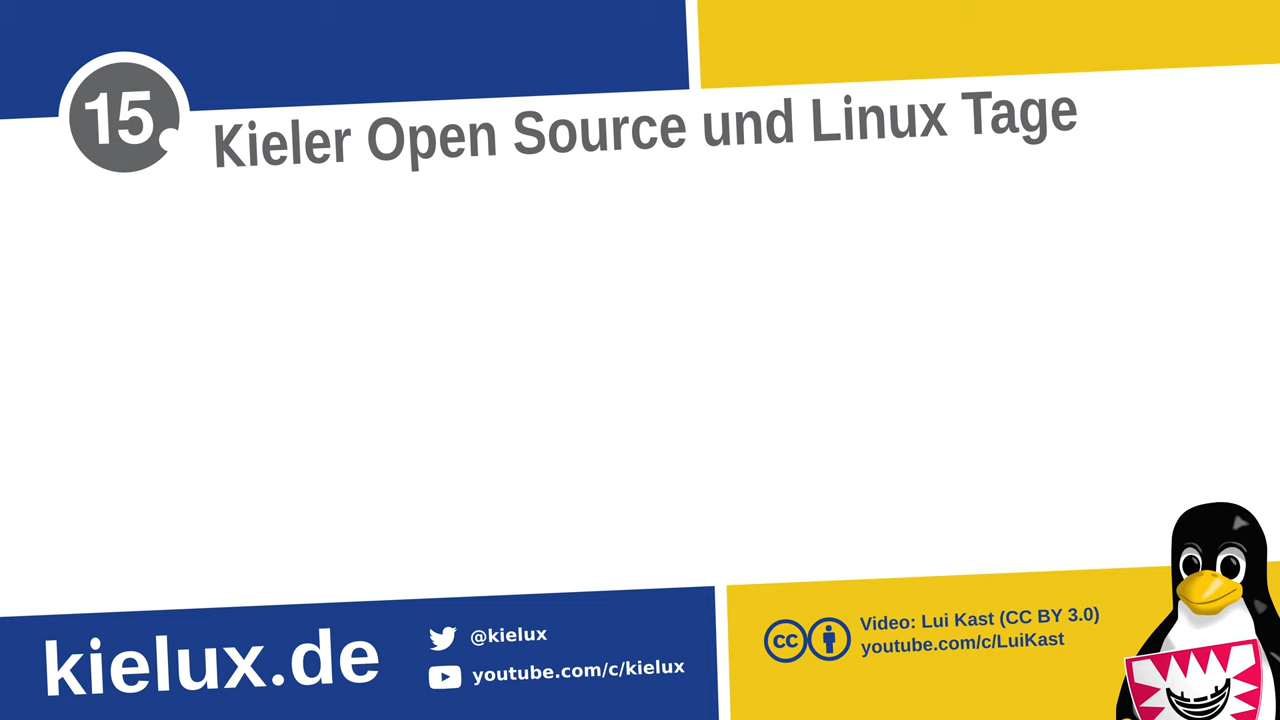 15. Kieler Open Source und Linux Tage
kielux.de
@kielux
youtube.com/c/kielux
cc
Video: Lui Kast (CC BY 3.0)
youtube.com/c/LuiKast